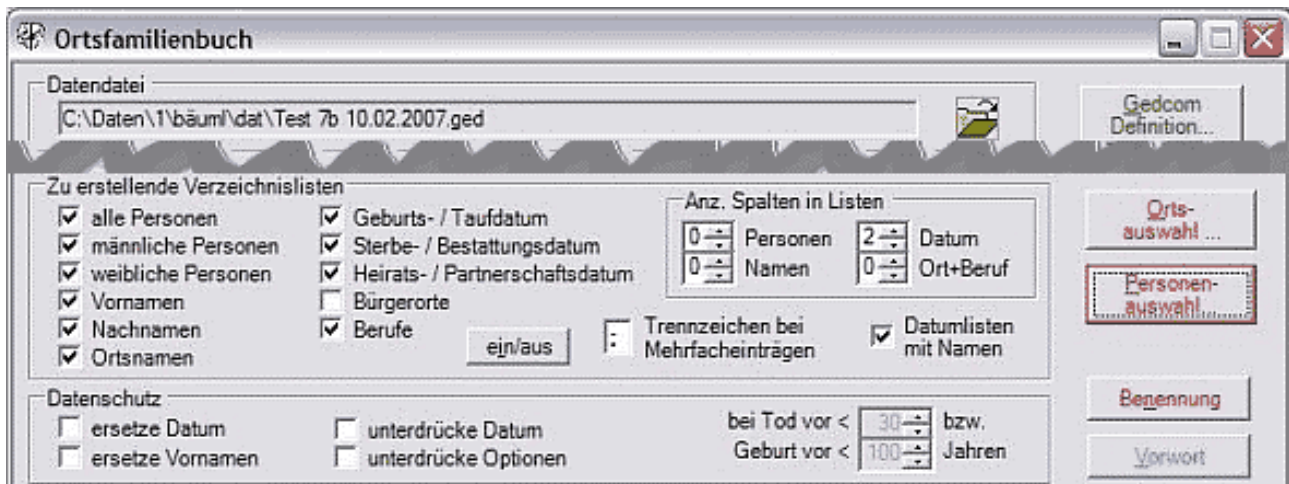 Ortsfamilienbuch
Datendatei
C:\Daten\1\bäuml\dat\Test 7b 10.02.2007.ged
Gedcom
Definition...
Zu erstellende Verzeichnislisten
alle Personen
männliche Personen
weibliche Personen
Vornamen
Nachnamen
Ortsnamen
Geburts- / Taufdatum
Sterbe- / Bestattungsdatum
Heirats- / Partnerschaftsdatum
Bürgerorte
Berufe
ein/aus
Anz. Spalten in Listen
0 Personen
0 Namen
2 Datum
0 Ort+Beruf
Trennzeichen bei
Mehrfacheinträgen
Datumlisten
mit Namen
Orts-
auswahl ...
Personen-
auswahl...
Datenschutz
ersetze Datum
ersetze Vornamen
unterdrücke Datum
unterdrücke Optionen
bei Tod vor < 30 bzw.
Geburt vor < 100 Jahren
Benennung
Vorwort